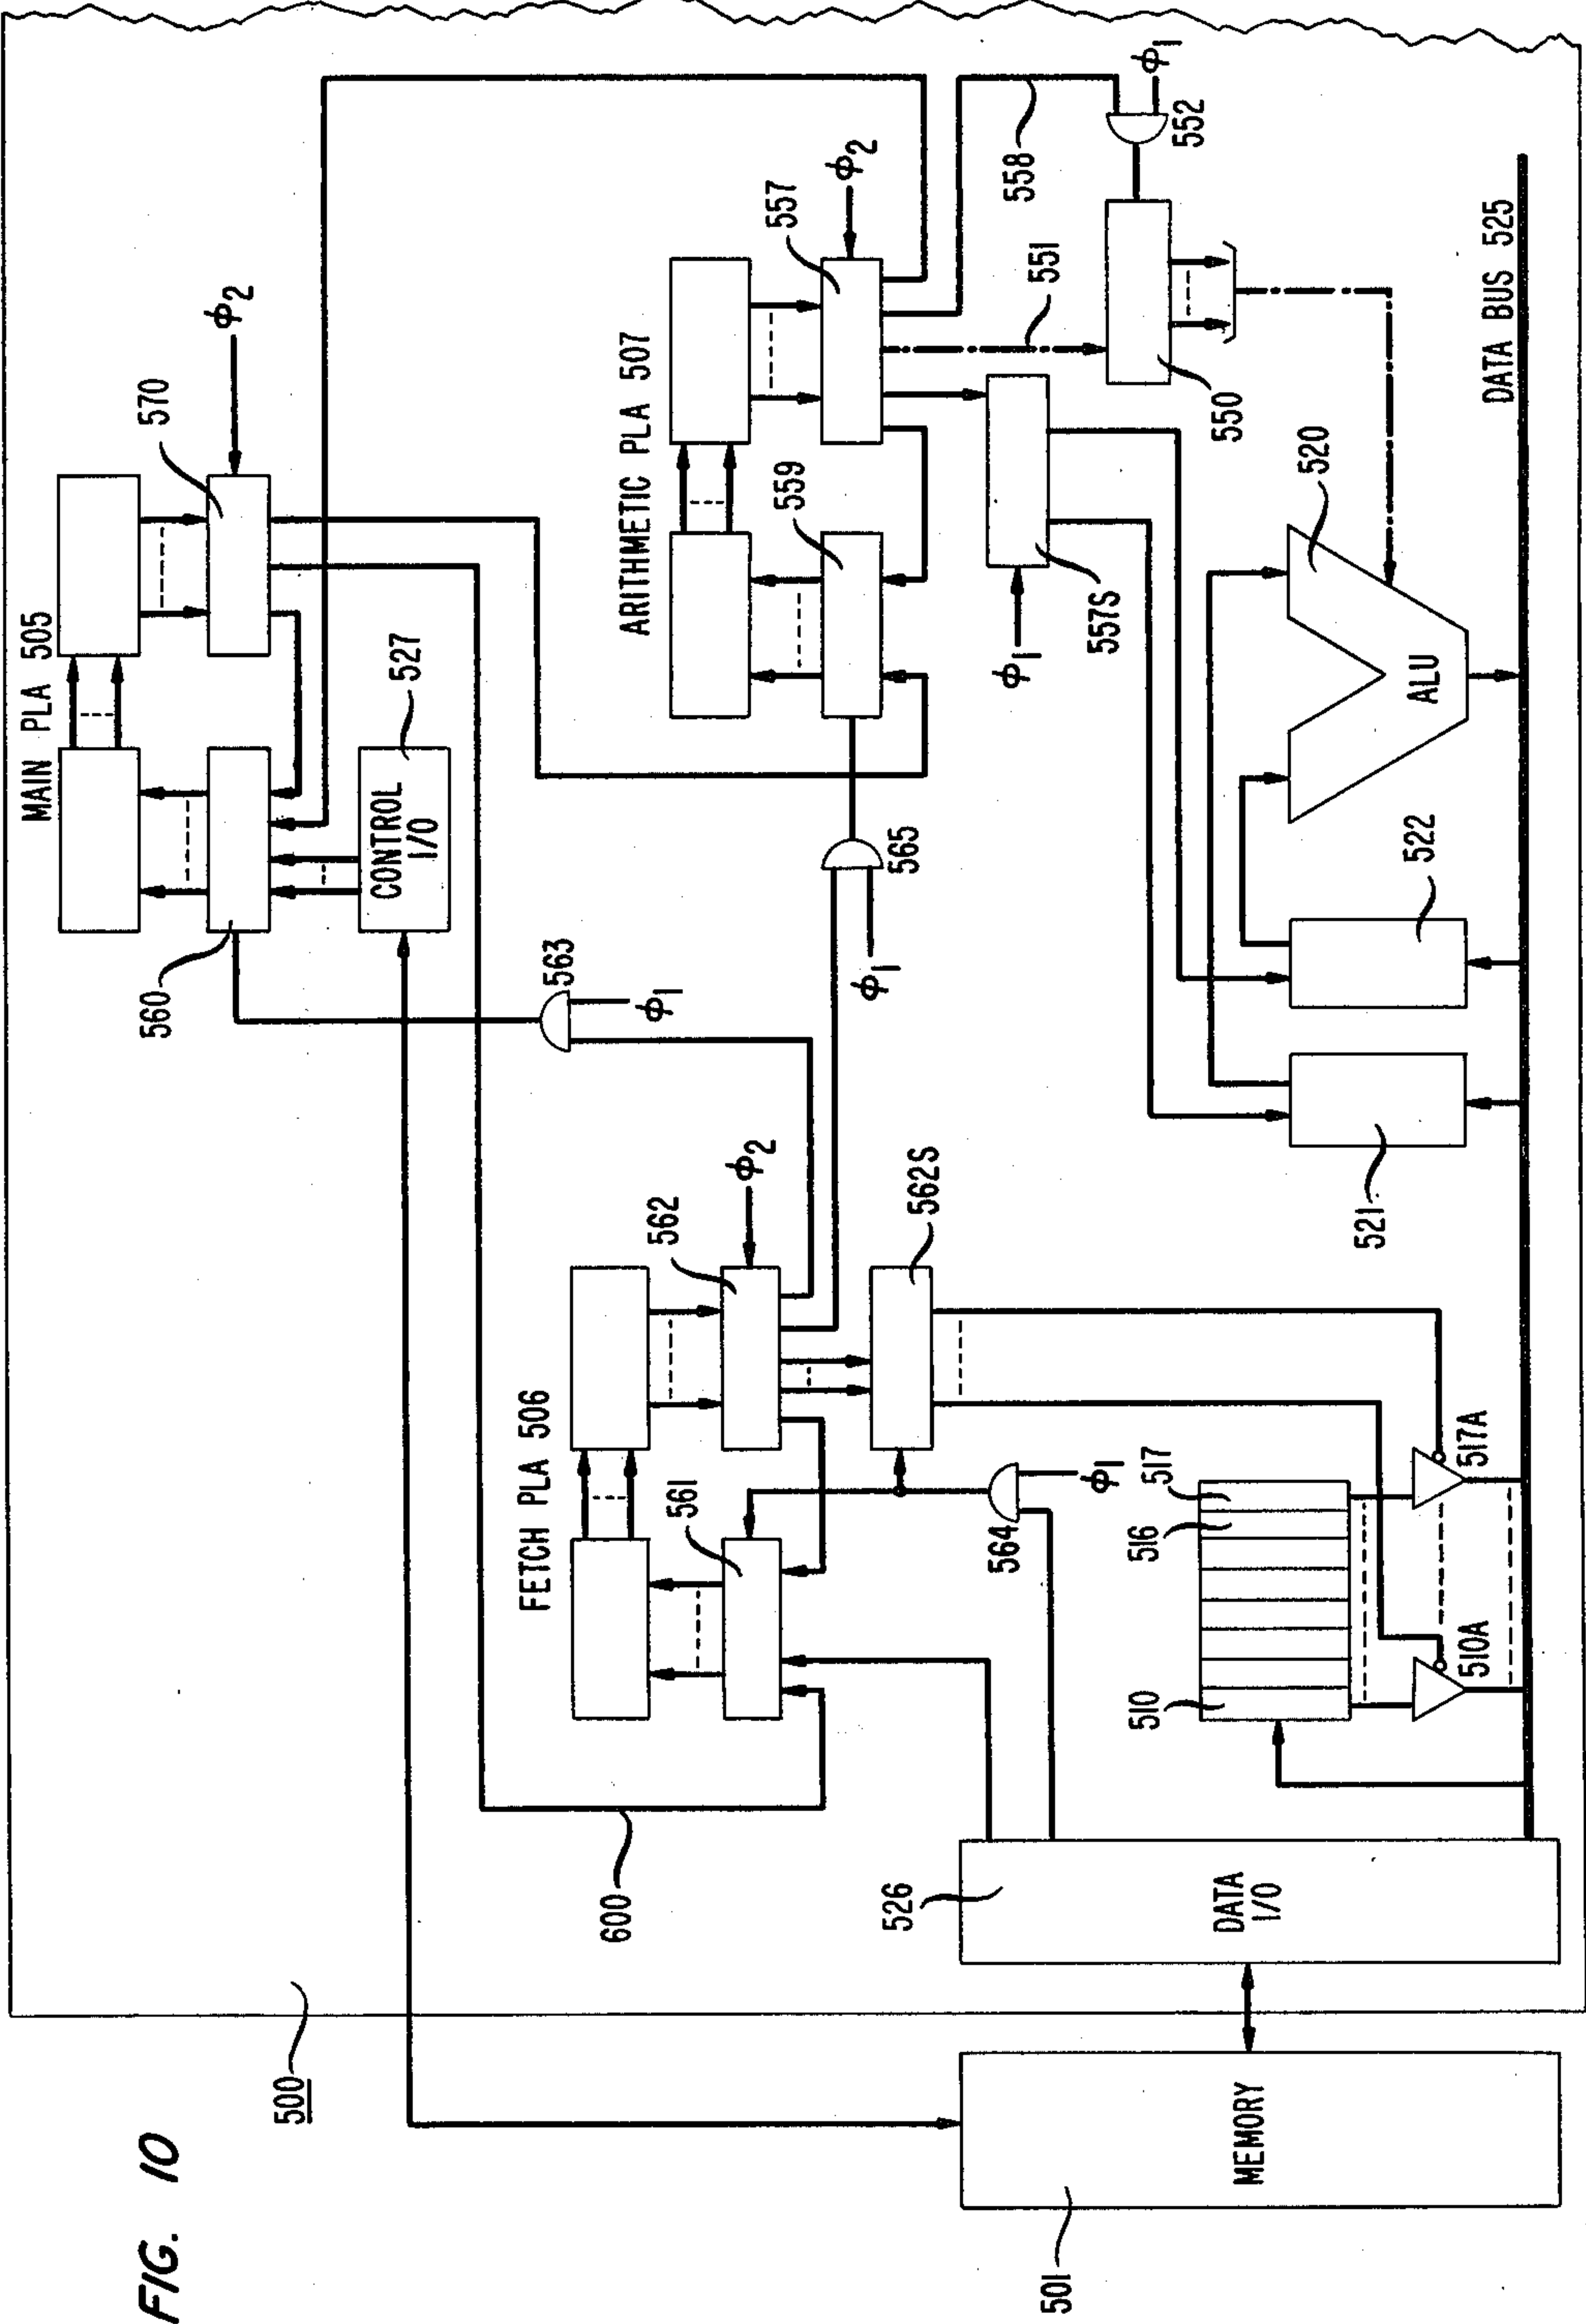 FIG. 10
500
MAIN PLA 505
570
ϕ2
560
CONTROL
I/O
527
563
ϕ1
600
FETCH PLA 506
561
562
ϕ2
562S
564
ϕ1
ARITHMETIC PLA 507
559
557
ϕ2
565
ϕ1
557S
ϕ1
551
558
552
ϕ1
550
501
MEMORY
526
DATA
I/O
510
516
517
510A
517A
521
522
ALU
520
DATA BUS 525